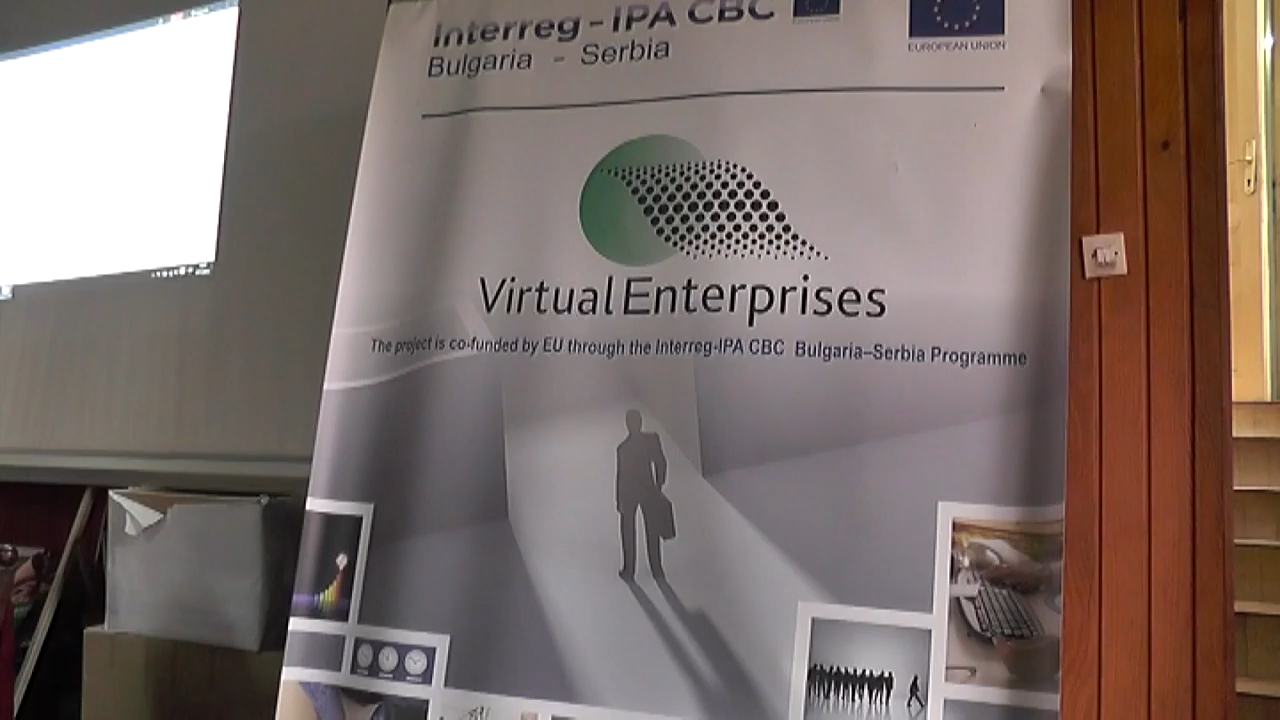 Interreg - IPA CBC
Bulgaria - Serbia
EUROPEAN UNION
Virtual Enterprises
The project is co-funded by EU through the Interreg-IPA CBC Bulgaria–Serbia Programme